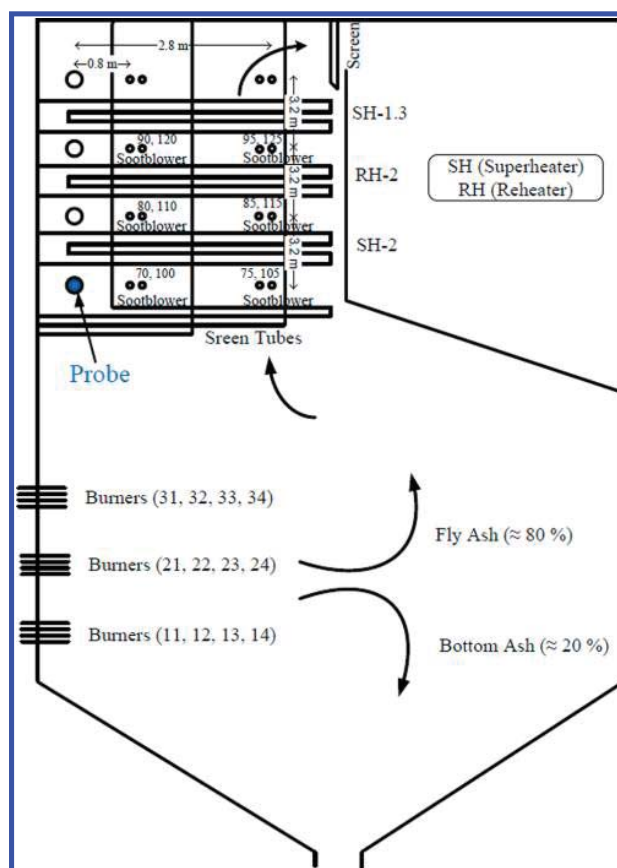 Screen
2.8 m
0.8 m
3.2 m
SH-1.3
90, 120
95, 125
Sootblower
Sootblower
3.2 m
RH-2
SH (Superheater)
RH (Reheater)
80, 110
85, 115
Sootblower
Sootblower
3.2 m
SH-2
70, 100
75, 105
Sootblower
Sootblower
Sreen Tubes
Probe
Burners (31, 32, 33, 34)
Fly Ash (≈ 80 %)
Burners (21, 22, 23, 24)
Burners (11, 12, 13, 14)
Bottom Ash (≈ 20 %)